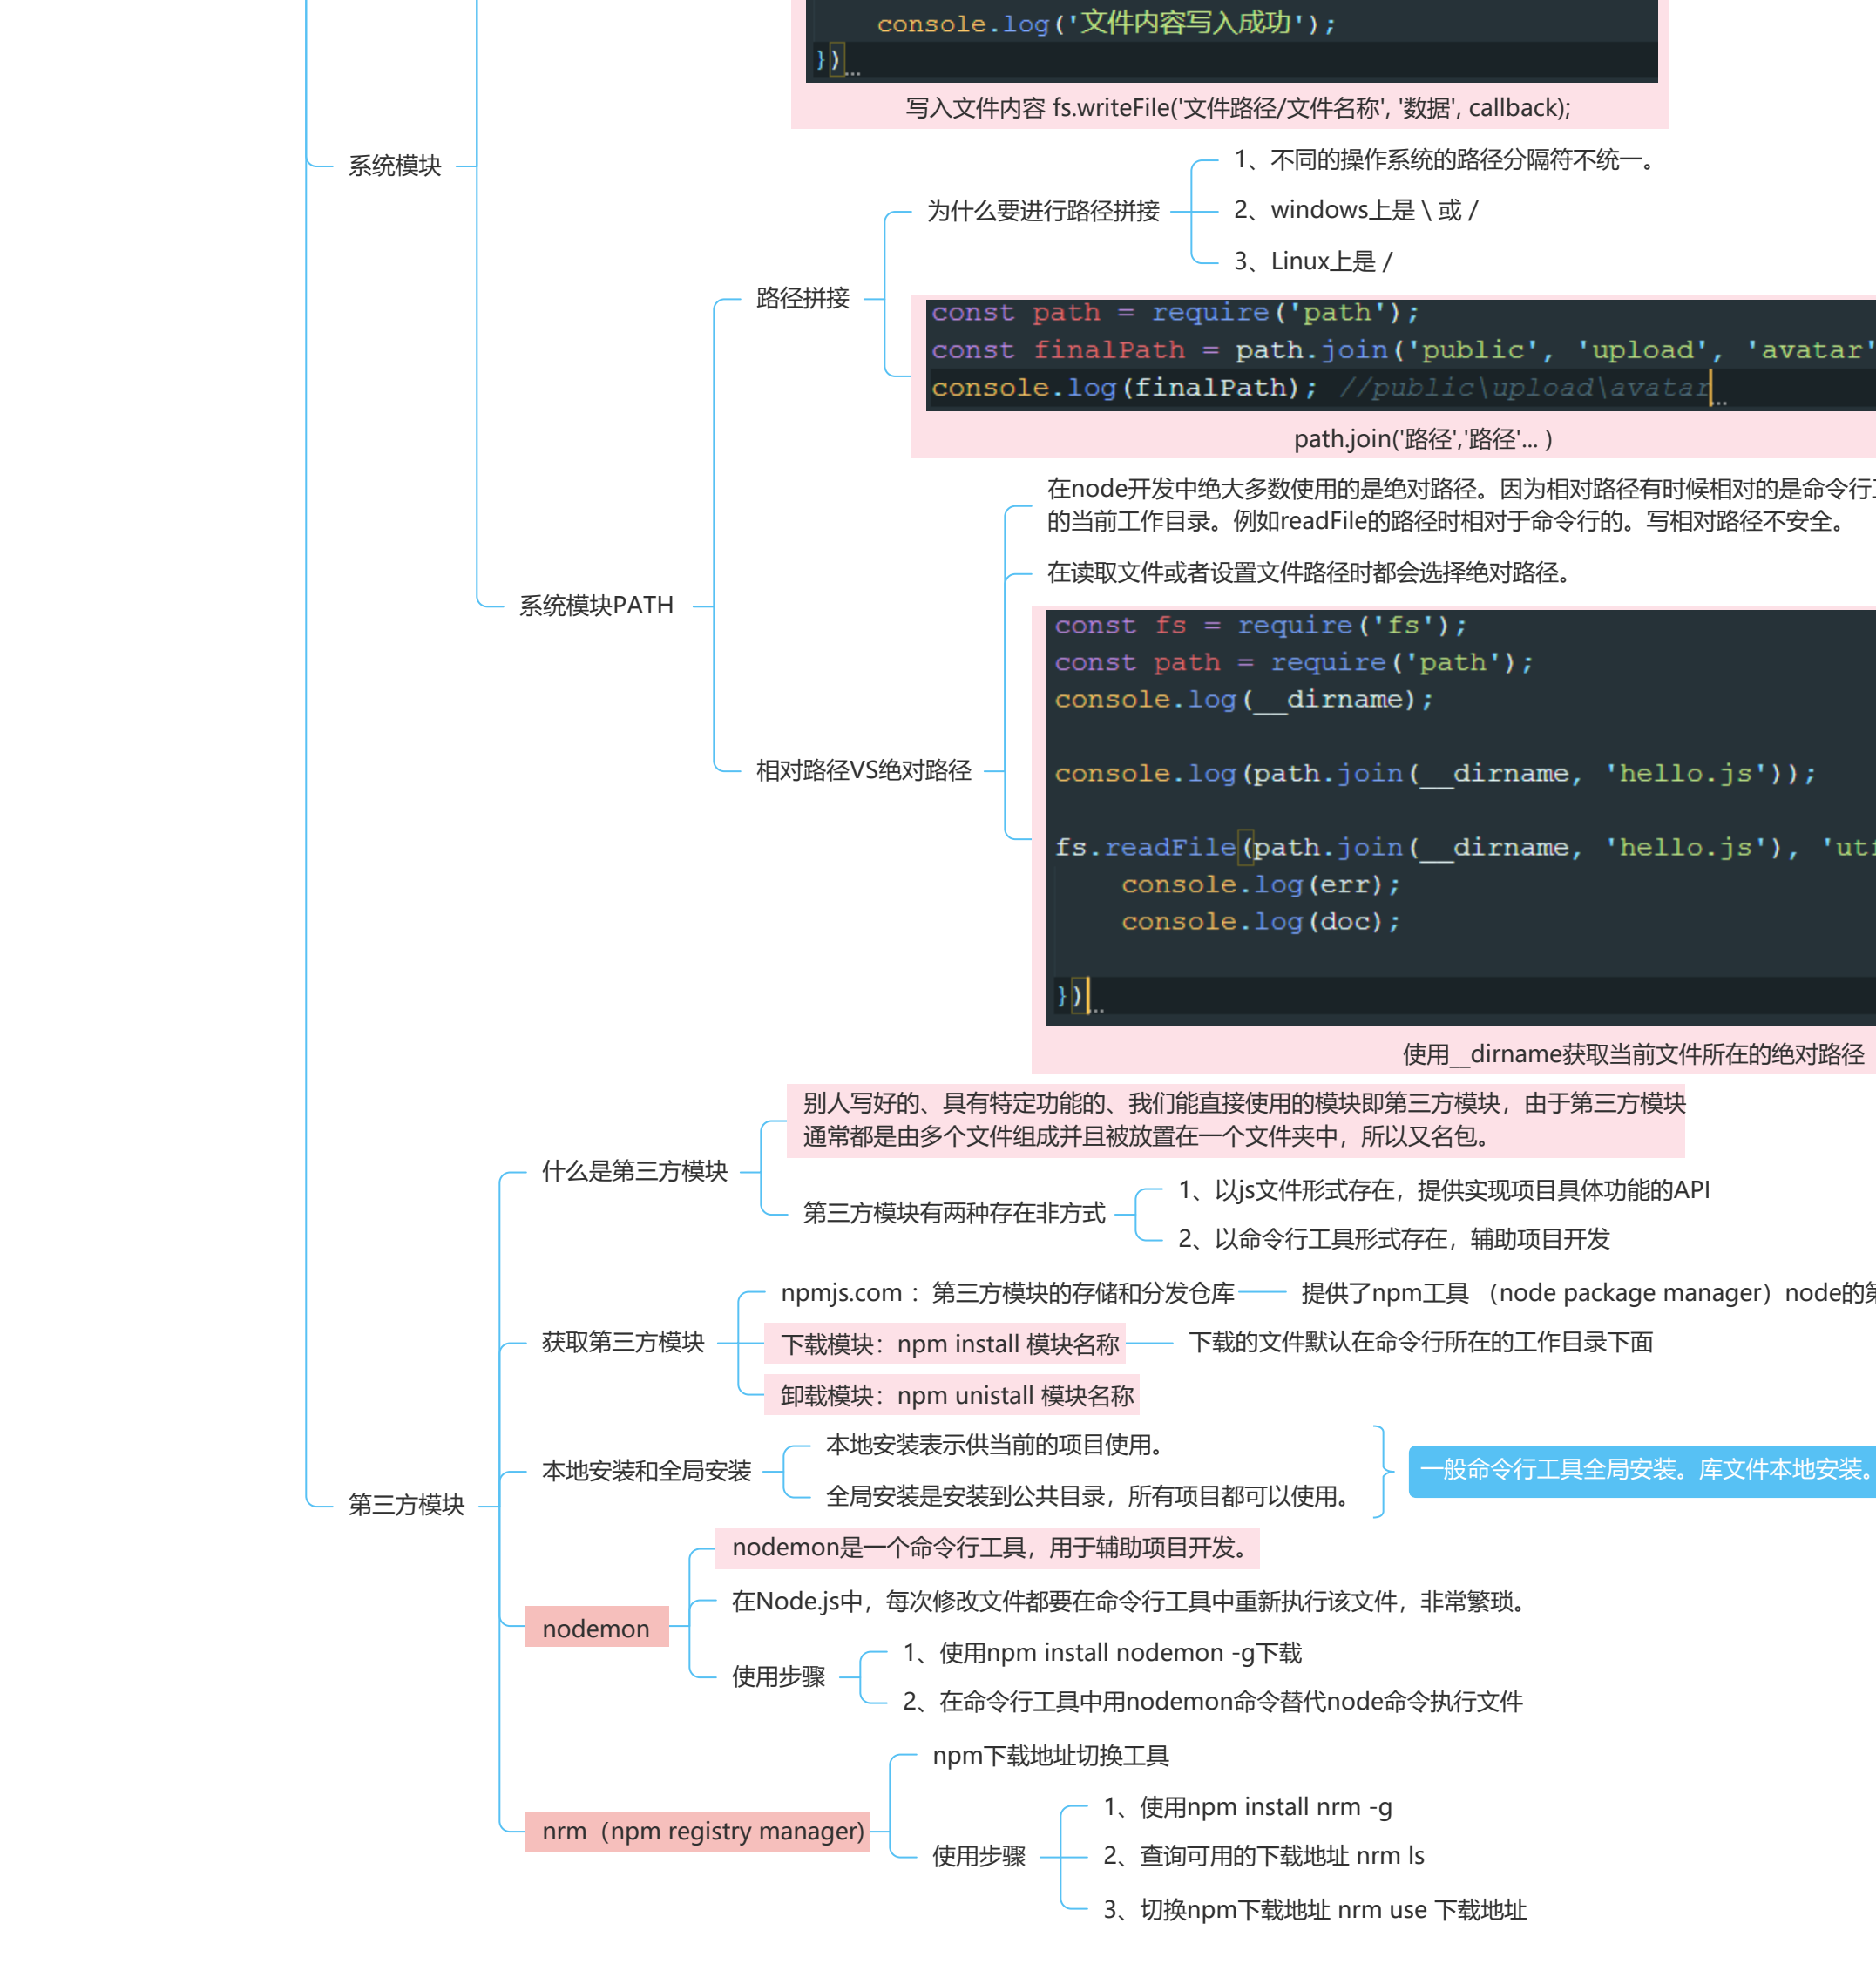 console.log('文件内容写入成功');
})...
写入文件内容 fs.writeFile('文件路径/文件名称', '数据', callback);
系统模块
1、不同的操作系统的路径分隔符不统一。
为什么要进行路径拼接
2、windows上是 \ 或 /
3、Linux上是 /
路径拼接
const path = require('path');
const finalPath = path.join('public', 'upload', 'avatar'
console.log(finalPath); //public\upload\avatar...
path.join('路径','路径'... )
在node开发中绝大多数使用的是绝对路径。因为相对路径有时候相对的是命令行
的当前工作目录。例如readFile的路径时相对于命令行的。写相对路径不安全。
在读取文件或者设置文件路径时都会选择绝对路径。
系统模块PATH
const fs = require('fs');
const path = require('path');
console.log(__dirname);
相对路径VS绝对路径
console.log(path.join(__dirname, 'hello.js'));
fs.readFile(path.join(__dirname, 'hello.js'), 'ut
console.log(err);
console.log(doc);
})...
使用__dirname获取当前文件所在的绝对路径
别人写好的、具有特定功能的、我们能直接使用的模块即第三方模块，由于第三方模块
通常都是由多个文件组成并且被放置在一个文件夹中，所以又名包。
什么是第三方模块
1、以js文件形式存在，提供实现项目具体功能的API
第三方模块有两种存在非方式
2、以命令行工具形式存在，辅助项目开发
npmjs.com ：第三方模块的存储和分发仓库
提供了npm工具 （node package manager）node的
获取第三方模块
下载模块：npm install 模块名称
下载的文件默认在命令行所在的工作目录下面
卸载模块：npm unistall 模块名称
本地安装表示供当前的项目使用。
本地安装和全局安装
一般命令行工具全局安装。库文件本地安装。
全局安装是安装到公共目录，所有项目都可以使用。
第三方模块
nodemon是一个命令行工具，用于辅助项目开发。
在Node.js中，每次修改文件都要在命令行工具中重新执行该文件，非常繁琐。
nodemon
1、使用npm install nodemon -g下载
使用步骤
2、在命令行工具中用nodemon命令替代node命令执行文件
npm下载地址切换工具
nrm（npm registry manager)
1、使用npm install nrm -g
使用步骤
2、查询可用的下载地址 nrm ls
3、切换npm下载地址 nrm use 下载地址